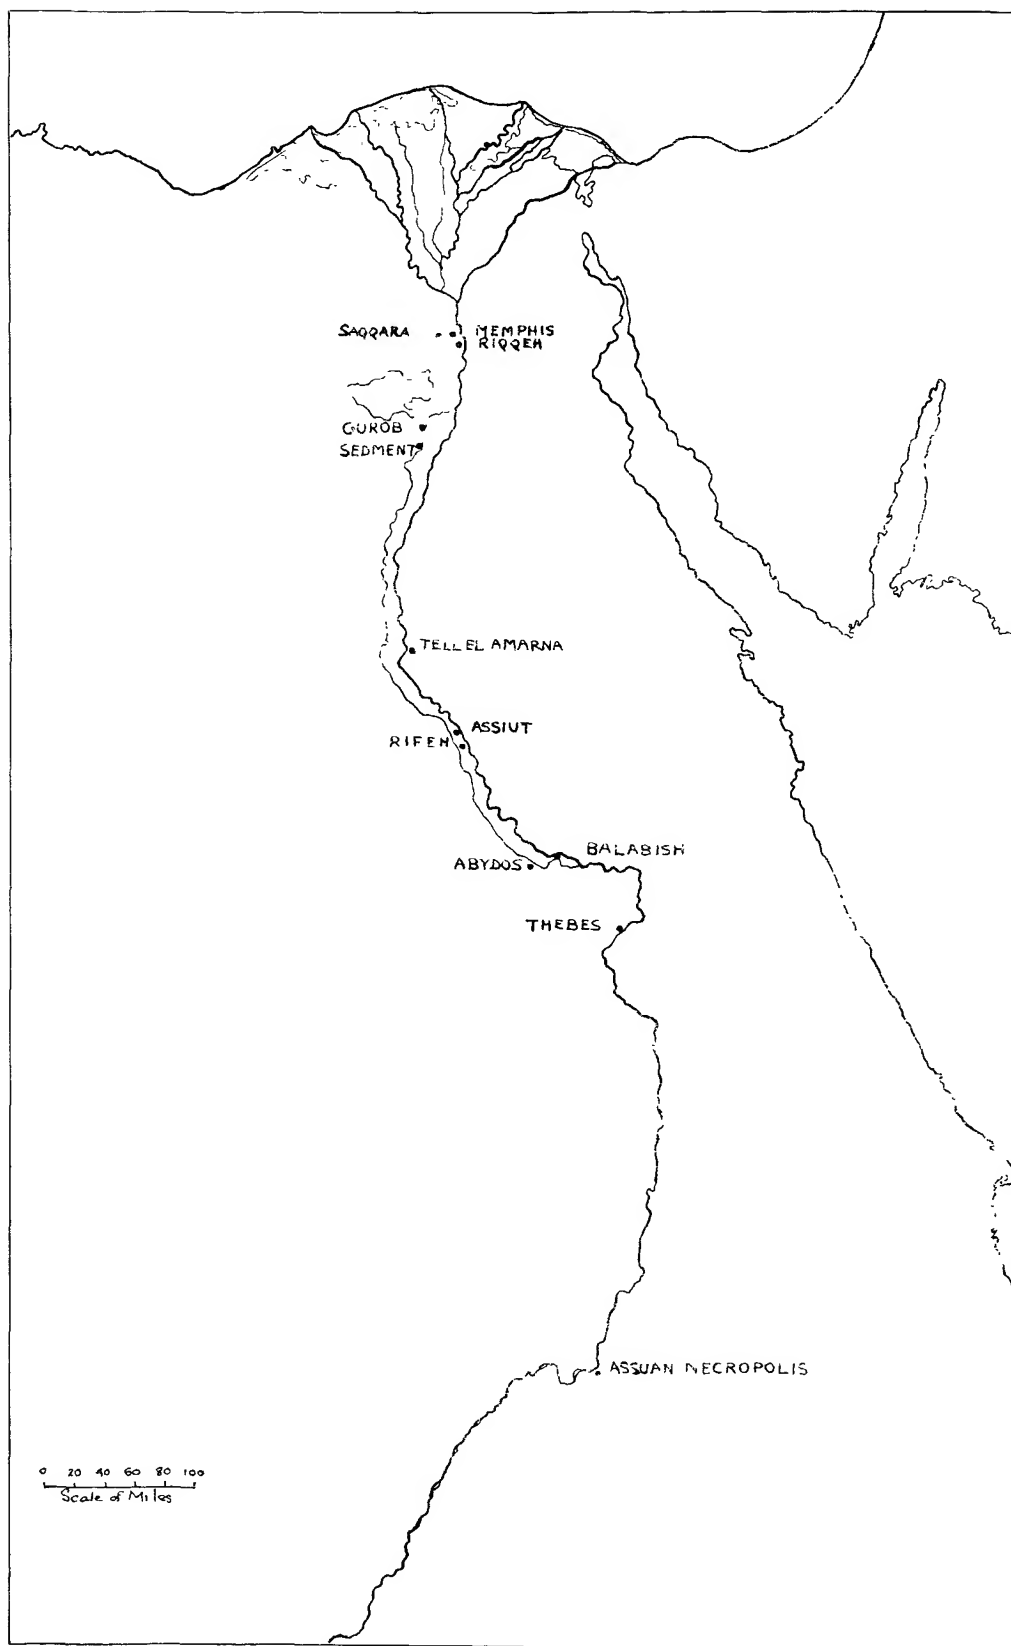 SAQQARA
MEMPHIS
RIQQEH
GUROB
SEDMENT
TELL EL AMARNA
ASSIUT
RIFEH
BALABISH
ABYDOS
THEBES
ASSUAN NECROPOLIS
0 20 40 60 80 100
Scale of Miles